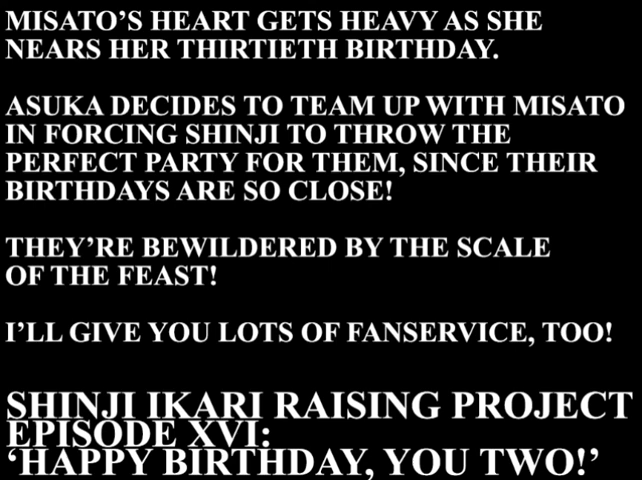 MISATO’S HEART GETS HEAVY AS SHE
NEARS HER THIRTIETH BIRTHDAY.
ASUKA DECIDES TO TEAM UP WITH MISATO
IN FORCING SHINJI TO THROW THE
PERFECT PARTY FOR THEM, SINCE THEIR
BIRTHDAYS ARE SO CLOSE!
THEY’RE BEWILDERED BY THE SCALE
OF THE FEAST!
I’LL GIVE YOU LOTS OF FANSERVICE, TOO!
SHINJI IKARI RAISING PROJECT
EPISODE XVI:
‘HAPPY BIRTHDAY, YOU TWO!’